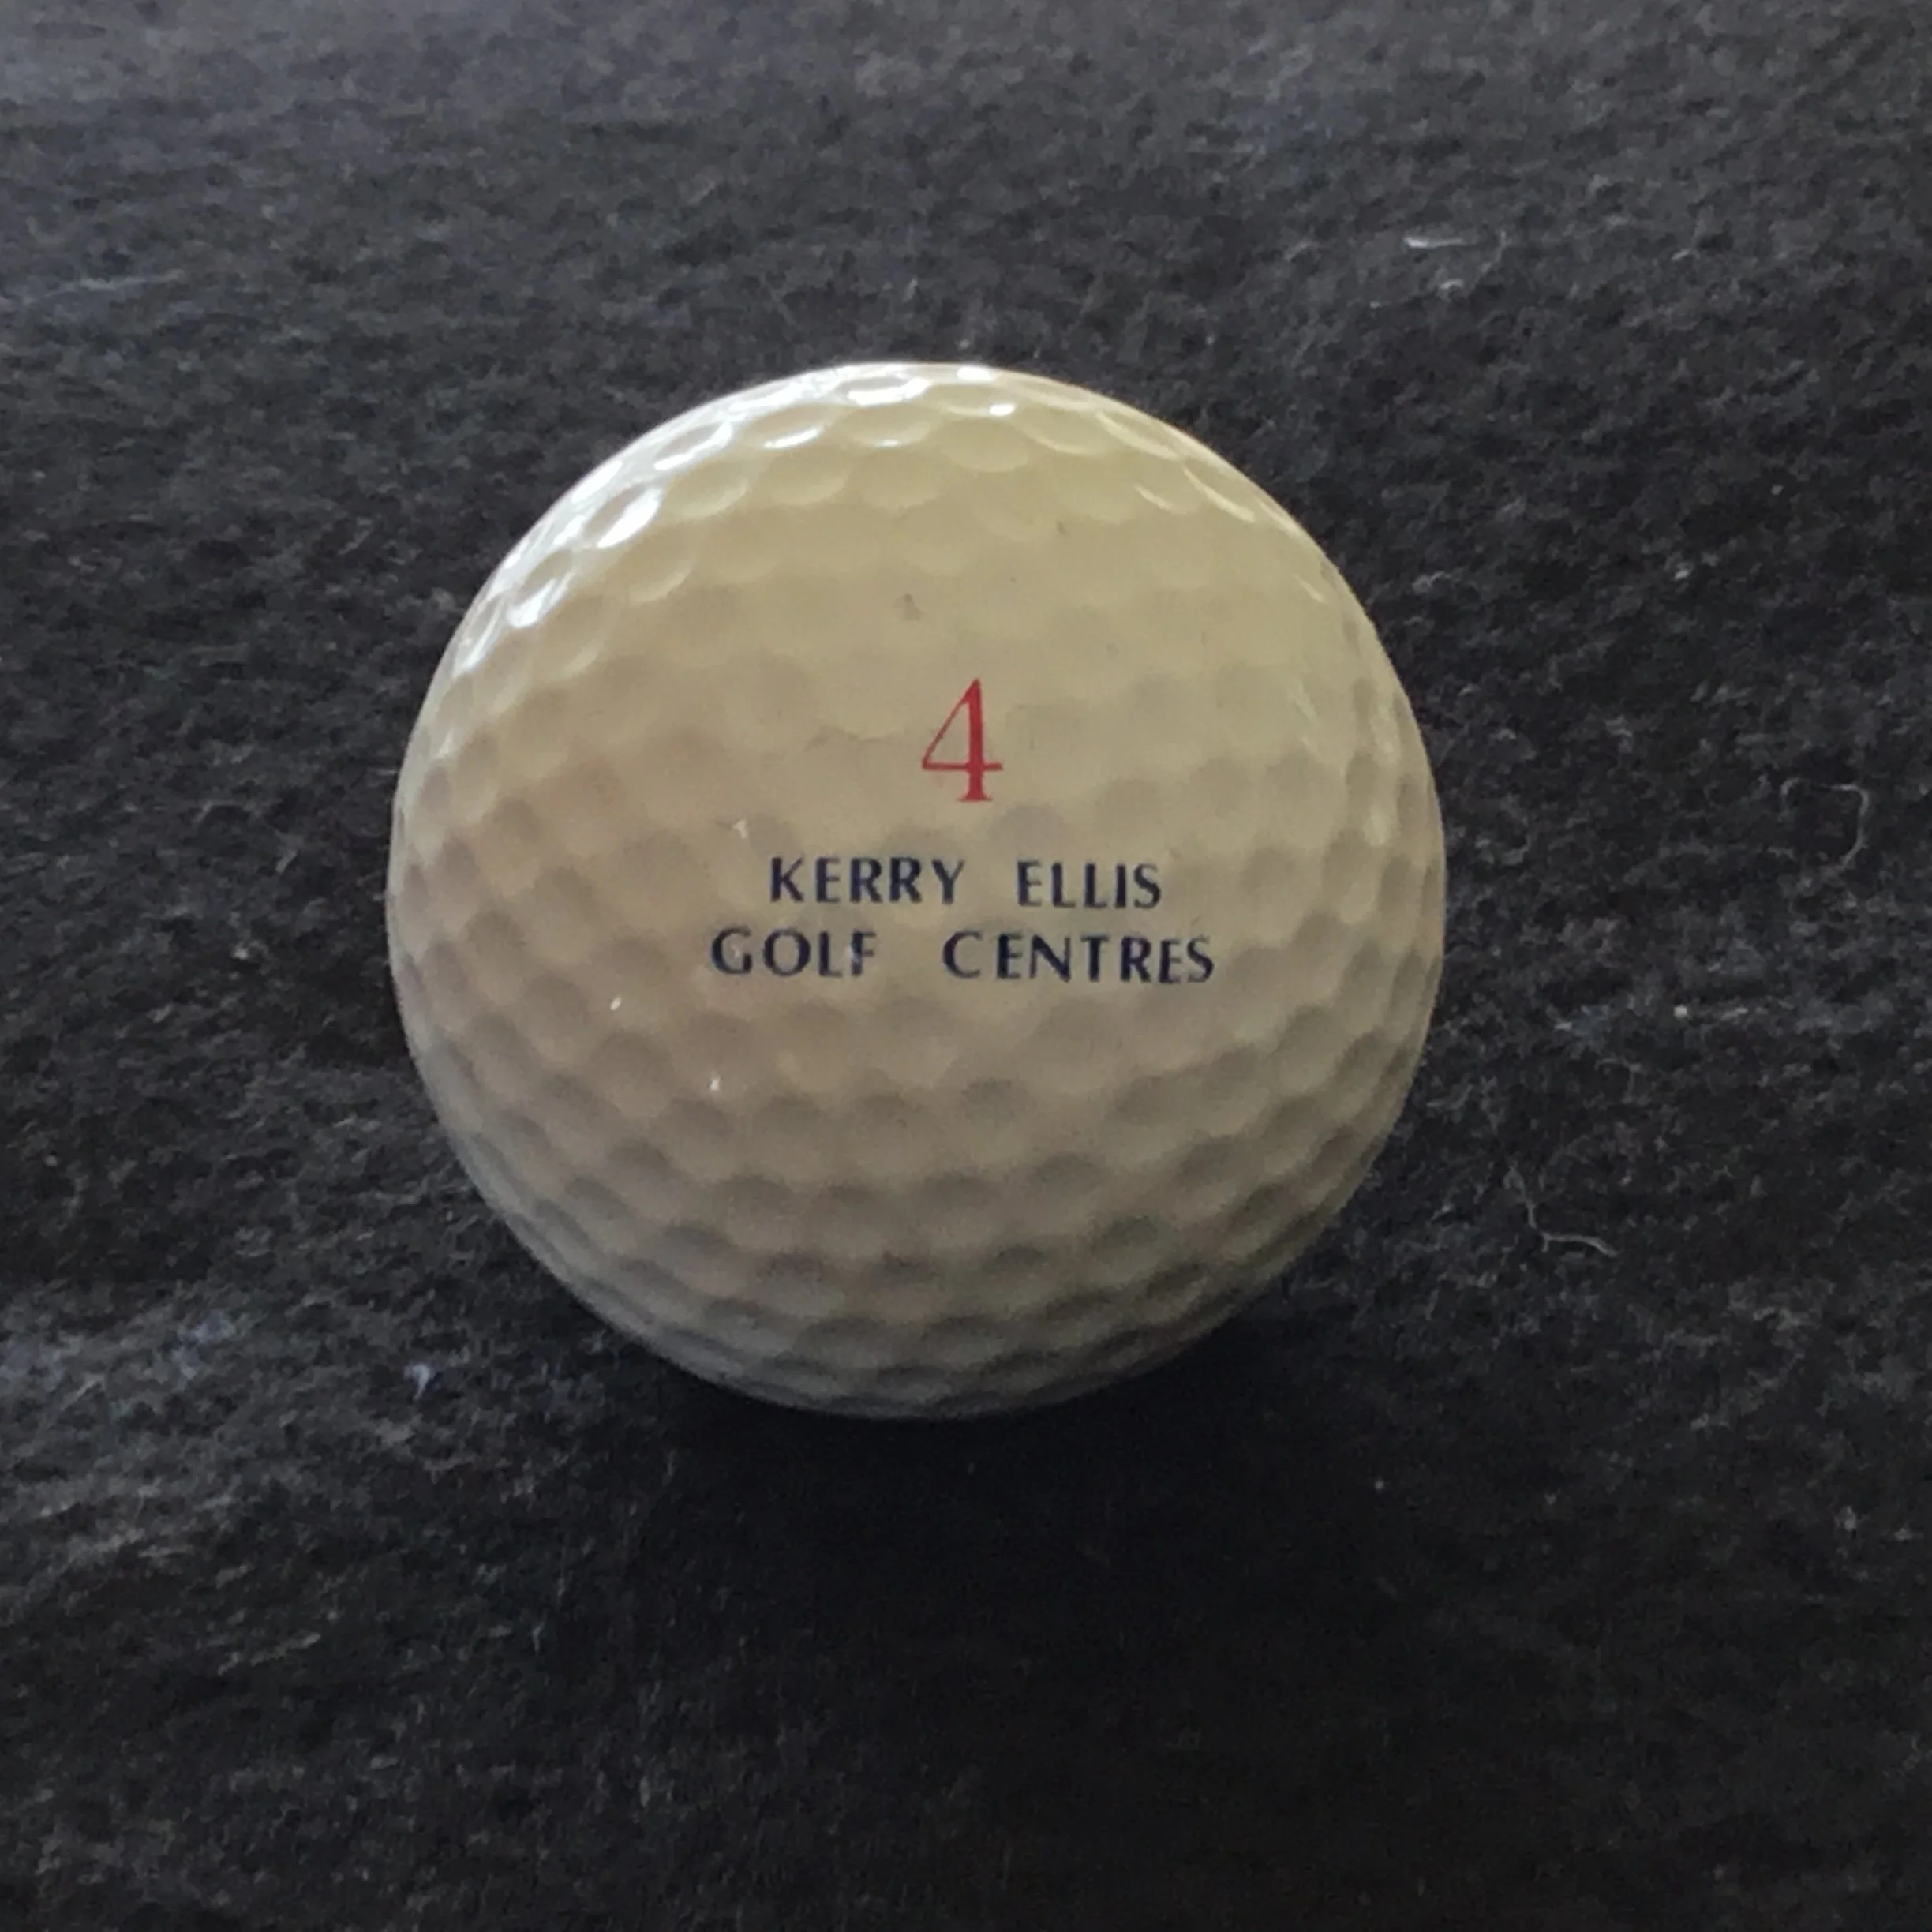 4
KERRY ELLIS
GOLF CENTRES